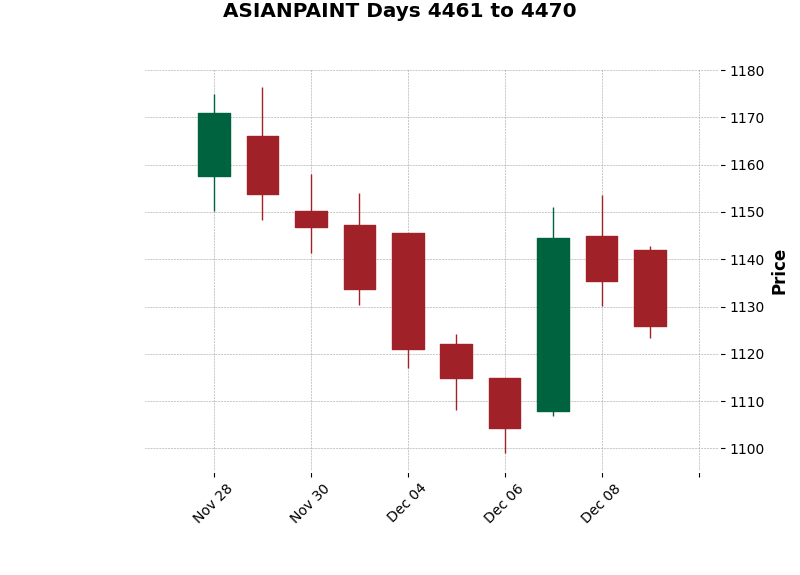 ASIANPAINT Days 4461 to 4470
1180
1170
1160
1150
1140
1130
1120
1110
1100
Price
Nov 28
Nov 30
Dec 04
Dec 06
Dec 08